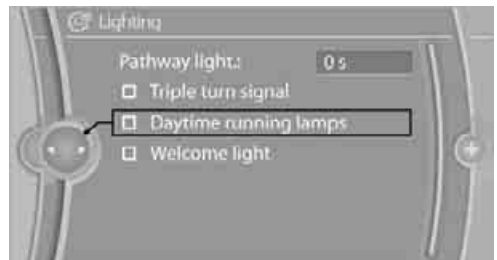 Lighting
Pathway light.: 0 s
Triple turn signal
Daytime running lamps
Welcome light